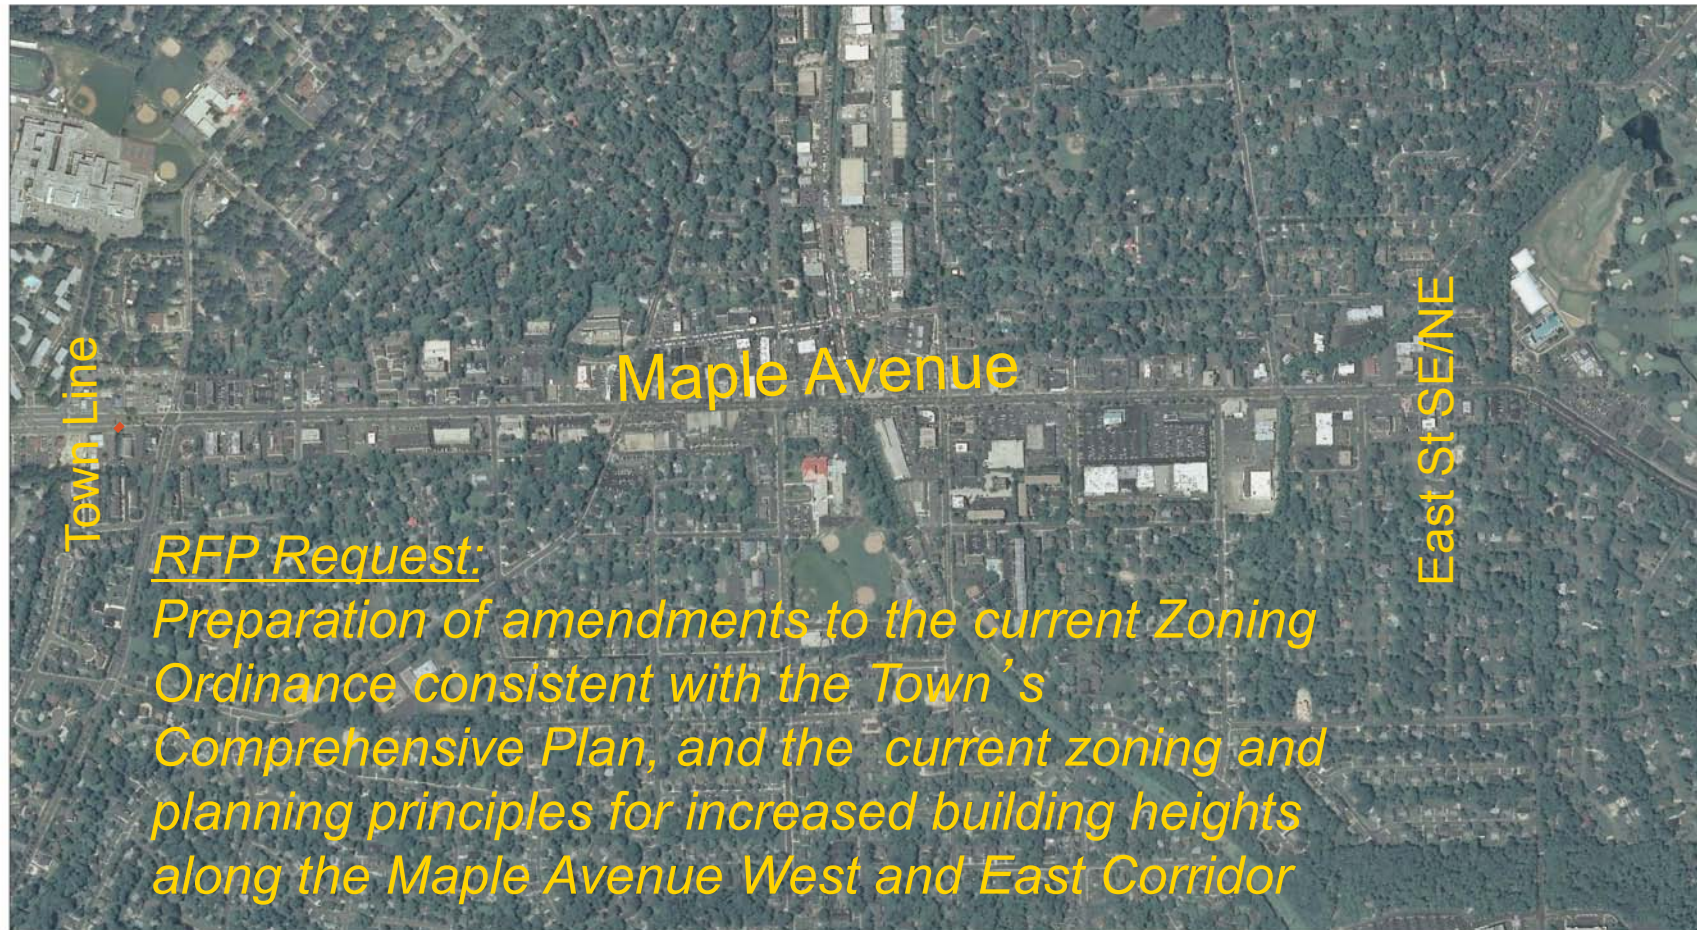 Maple Avenue
Town Line
East St SE/NE
RFP Request:
Preparation of amendments to the current Zoning
Ordinance consistent with the Town’s
Comprehensive Plan, and the  current zoning and
planning principles for increased building heights
along the Maple Avenue West and East Corridor